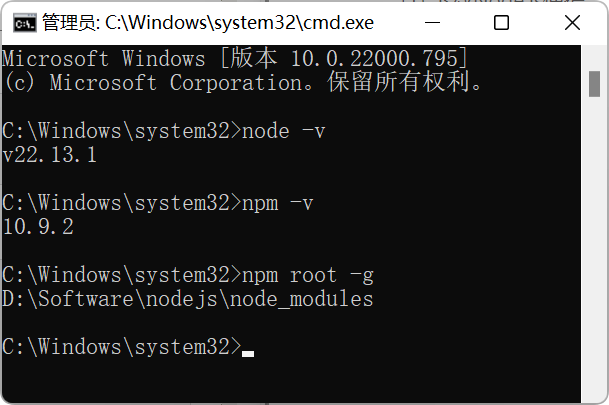 管理员: C:\Windows\system32\cmd.exe
Microsoft Windows [版本 10.0.22000.795]
(c) Microsoft Corporation。保留所有权利。
C:\Windows\system32>node -v
v22.13.1
C:\Windows\system32>npm -v
10.9.2
C:\Windows\system32>npm root -g
D:\Software\nodejs\node_modules
C:\Windows\system32>